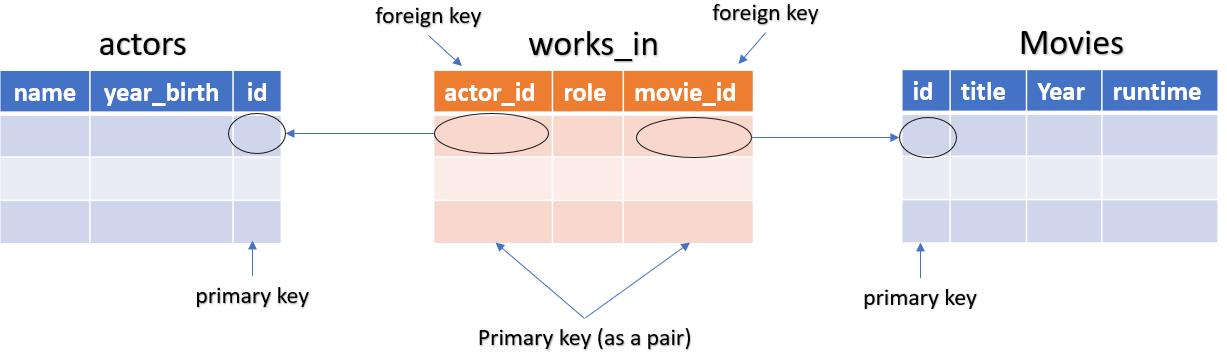 foreign key
foreign key
actors
works_in
Movies
name year_birth id
actor_id role movie_id
id title Year runtime
primary key
primary key
Primary key (as a pair)